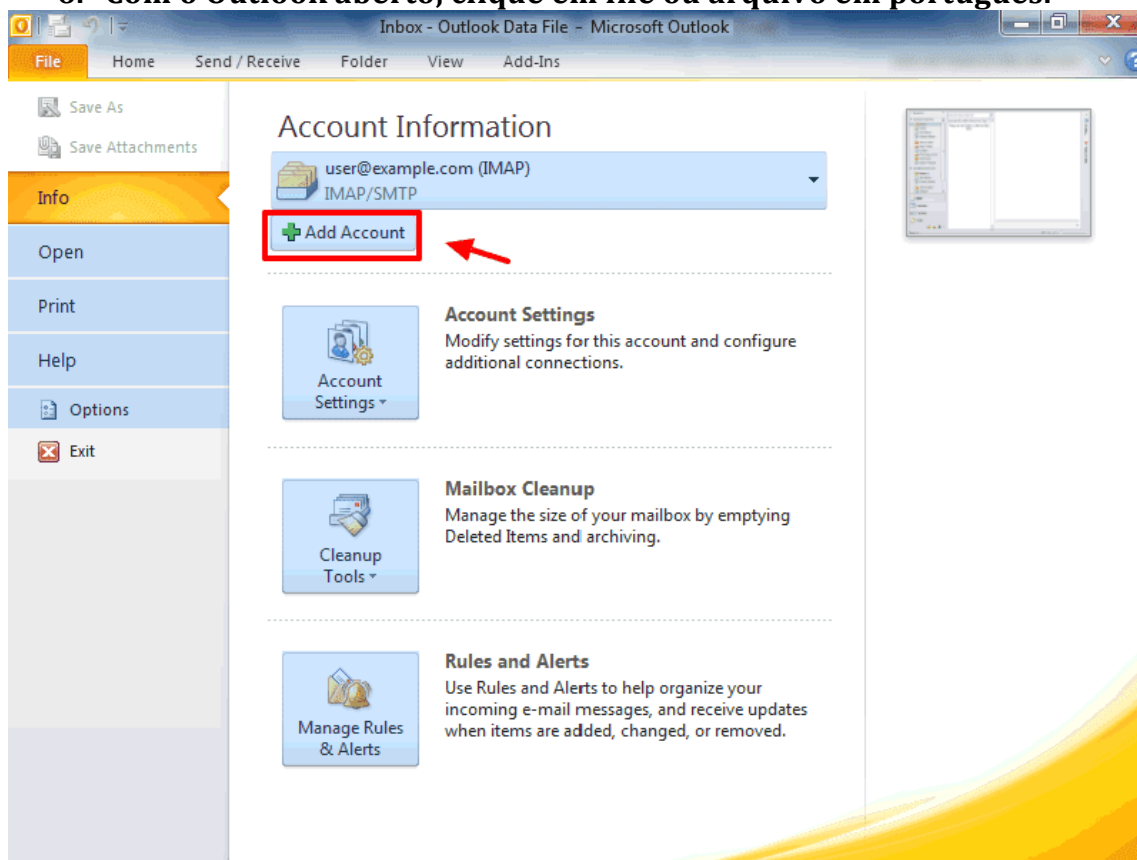 Com o Outlook aberto, clique em file ou arquivo em português.
Inbox - Outlook Data File - Microsoft Outlook
File Home Send / Receive Folder View Add-Ins
Save As
Save Attachments
Info
Open
Print
Help
Options
Exit
Account Information
user@example.com (IMAP)
IMAP/SMTP
Add Account
Account
Settings
Account Settings
Modify settings for this account and configure
additional connections.
Cleanup
Tools
Mailbox Cleanup
Manage the size of your mailbox by emptying
Deleted Items and archiving.
Manage Rules
& Alerts
Rules and Alerts
Use Rules and Alerts to help organize your
incoming e-mail messages, and receive updates
when items are added, changed, or removed.